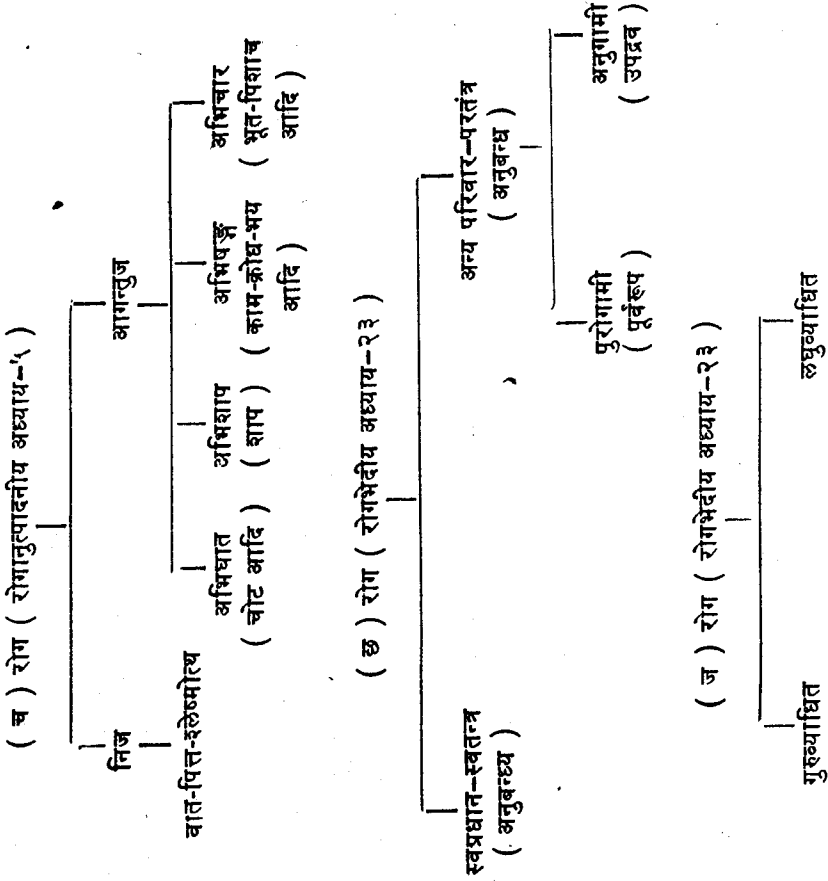 ( च ) रोग ( रोगानुत्पादनीय अध्याय-५ )
निज
आगन्तुज
वात-पित्त-श्लेष्मोत्थ
अभिघात
( चोट आदि )
अभिशाप
( शाप )
अभिषङ्ग
( काम-क्रोध-भय
आदि )
अभिचार
( भूत-पिशाच
आदि )
( छ ) रोग ( रोगभेदीय अध्याय-२३ )
स्वप्रधान-स्वतन्त्र
( अनुबन्ध्य )
अन्य परिवार-परतंत्र
( अनुबन्ध )
पुरोगामी
( पूर्वरूप )
अनुगामी
( उपद्रव )
( ज ) रोग ( रोगभेदीय अध्याय-२३ )
गुरुव्याधित
लघुव्याधित